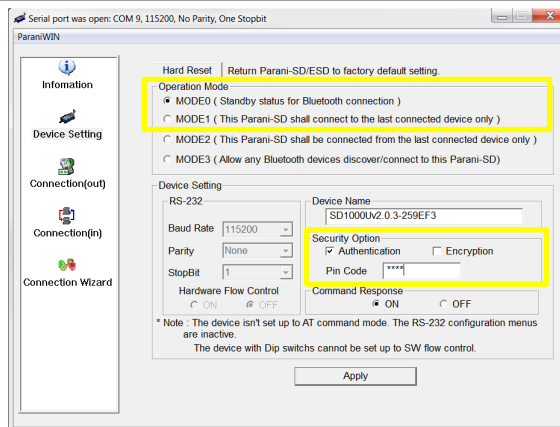 Serial port was open: COM 9, 115200, No Parity, One Stopbit
ParaniWIN
Infomation
Device Setting
Connection(out)
Connection(in)
Connection Wizard
Hard Reset Return Parani-SD/ESD to factory default setting.
Operation Mode
MODE0 ( Standby status for Bluetooth connection )
MODE1 ( This Parani-SD shall connect to the last connected device only )
MODE2 ( This Parani-SD shall be connected from the last connected device only )
MODE3 ( Allow any Bluetooth devices discover/connect to this Parani-SD)
Device Setting
RS-232
Baud Rate 115200
Parity None
StopBit 1
Hardware Flow Control
ON OFF
Device Name
SD1000Uv2.0.3-259EF3
Security Option
Authentication Encryption
Pin Code ****
Command Response
ON OFF
* Note : The device isn't set up to AT command mode. The RS-232 configuration menus
are inactive.
The device with Dip switchs cannot be set up to SW flow control.
Apply